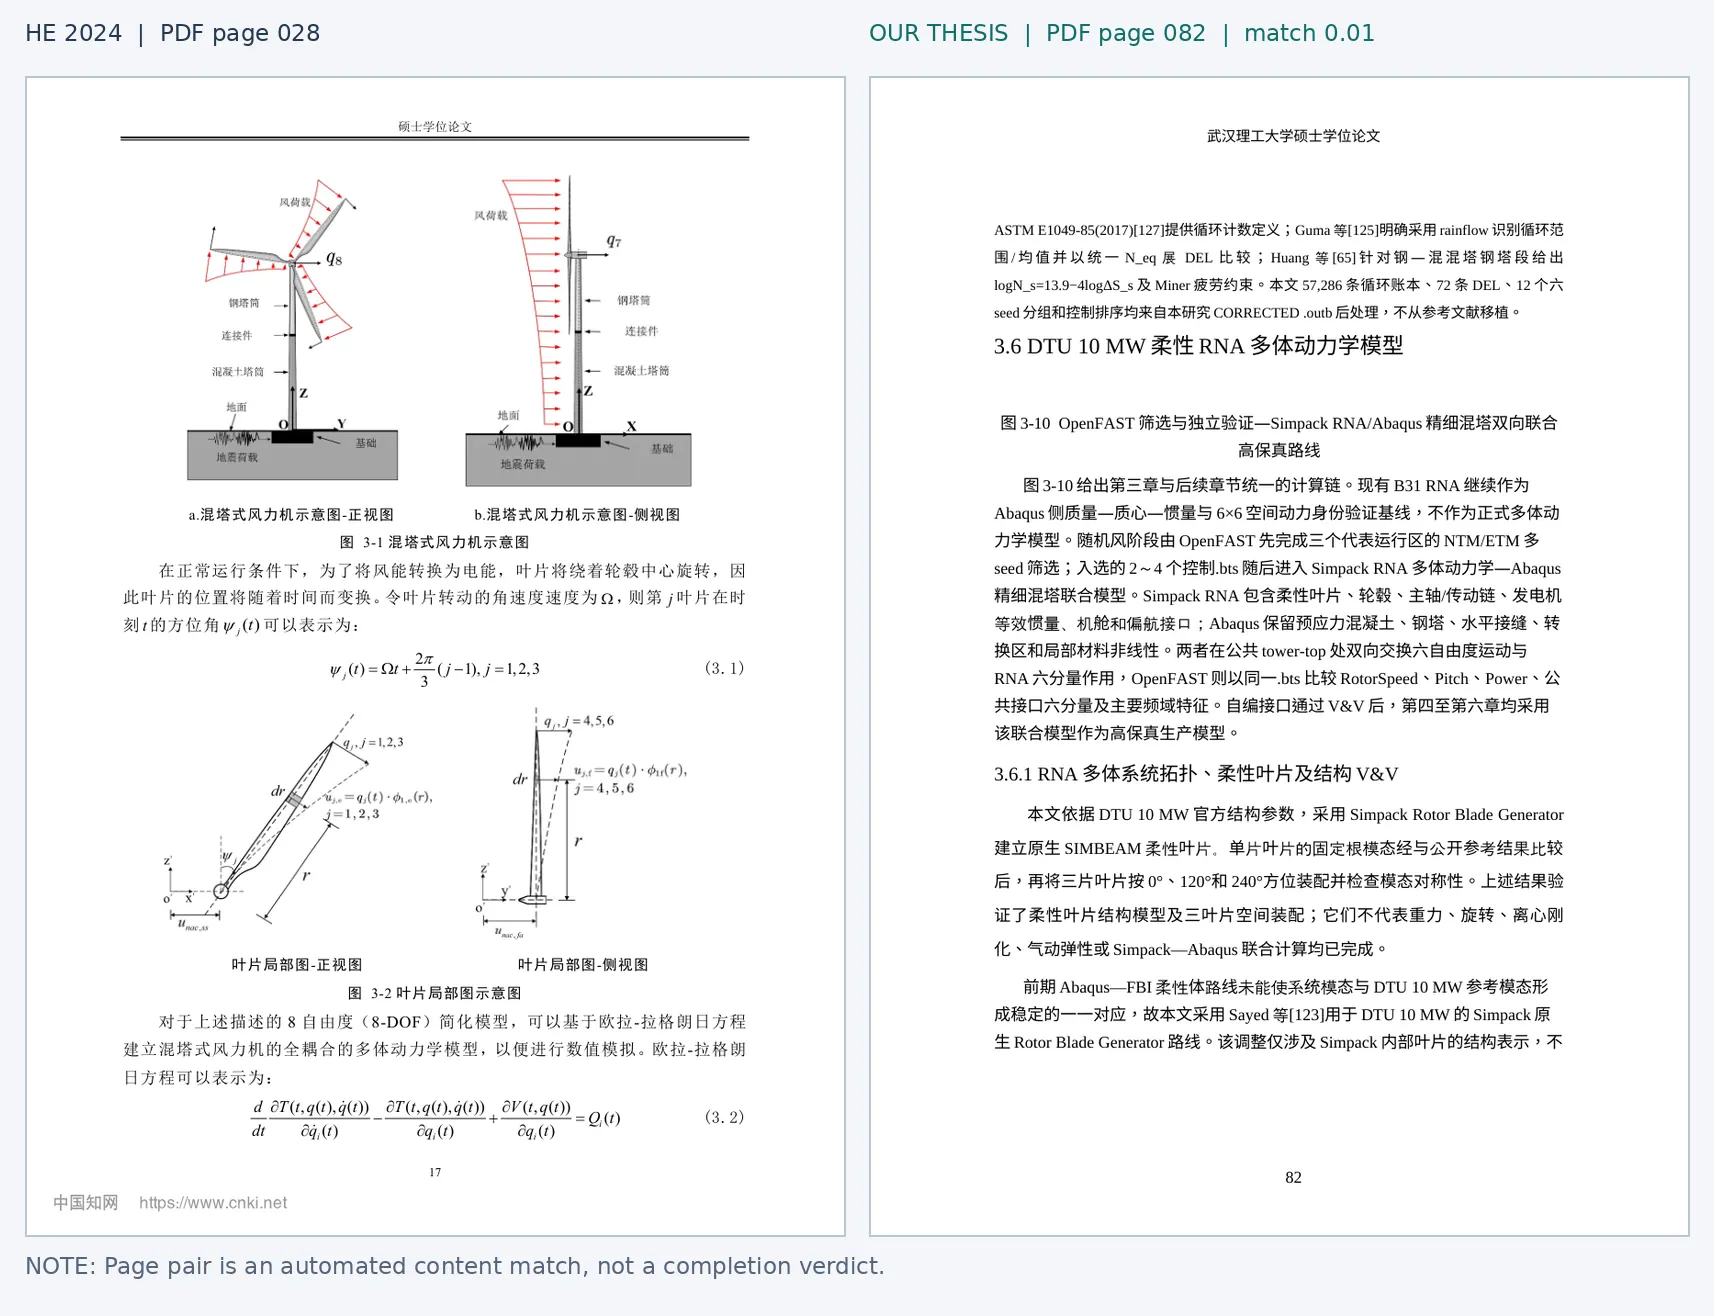 HE 2024 | PDF page 028
OUR THESIS | PDF page 082 | match 0.01
硕士学位论文
风荷载
q₈
钢塔筒
连接件
混凝土塔筒
Z
地面
O
Y
基础
地震荷载
风荷载
q₇
钢塔筒
连接件
混凝土塔筒
Z
地面
O
X
基础
地震荷载
a.混塔式风力机示意图-正视图
b.混塔式风力机示意图-侧视图
图 3-1 混塔式风力机示意图
在正常运行条件下，为了将风能转换为电能，叶片将绕着轮毂中心旋转，因
此叶片的位置将随着时间而变换。令叶片转动的角速度速度为Ω，则第 j 叶片在时
刻 t 的方位角 ψⱼ(t) 可以表示为：
ψⱼ(t) = Ωt + 2π/3 (j−1), j = 1,2,3 （3.1）
qⱼ, j=1,2,3
dr
uⱼ,ₑ=qⱼ(t)·ϕ₁,ₑ(r),
j=1,2,3
ψⱼ
r
z'
o'
x'
u_nac,ss
qⱼ, j=4,5,6
dr
u_j,f=qⱼ(t)·ϕ_1f(r),
j=4,5,6
r
z'
y'
o'
u_nac,fa
叶片局部图-正视图
叶片局部图-侧视图
图 3-2 叶片局部图示意图
对于上述描述的 8 自由度（8-DOF）简化模型，可以基于欧拉-拉格朗日方程
建立混塔式风力机的全耦合的多体动力学模型，以便进行数值模拟。欧拉-拉格朗
日方程可以表示为：
d/dt ∂T(t,q(t),q̇(t))/∂q̇ᵢ(t) − ∂T(t,q(t),q̇(t))/∂qᵢ(t) + ∂V(t,q(t))/∂qᵢ(t) = Qᵢ(t) （3.2）
17
中国知网 https://www.cnki.net
武汉理工大学硕士学位论文
ASTM E1049-85(2017)[127]提供循环计数定义；Guma 等[125]明确采用 rainflow 识别循环范
围/均值并以统一 N_eq 展 DEL 比较；Huang 等[65]针对钢—混混塔钢塔段给出
logN_s=13.9−4logΔS_s 及 Miner 疲劳约束。本文 57,286 条循环账本、72 条 DEL、12 个六
seed 分组和控制排序均来自本研究 CORRECTED .outb 后处理，不从参考文献移植。
3.6 DTU 10 MW 柔性 RNA 多体动力学模型
图 3-10 OpenFAST 筛选与独立验证—Simpack RNA/Abaqus 精细混塔双向联合
高保真路线
图 3-10 给出第三章与后续章节统一的计算链。现有 B31 RNA 继续作为
Abaqus 侧质量—质心—惯量与 6×6 空间动力身份验证基线，不作为正式多体动
力学模型。随机风阶段由 OpenFAST 先完成三个代表运行区的 NTM/ETM 多
seed 筛选；入选的 2～4 个控制.bts 随后进入 Simpack RNA 多体动力学—Abaqus
精细混塔联合模型。Simpack RNA 包含柔性叶片、轮毂、主轴/传动链、发电机
等效惯量、机舱和偏航接口；Abaqus 保留预应力混凝土、钢塔、水平接缝、转
换区和局部材料非线性。两者在公共 tower-top 处双向交换六自由度运动与
RNA 六分量作用，OpenFAST 则以同一.bts 比较 RotorSpeed、Pitch、Power、公
共接口六分量及主要频域特征。自编接口通过 V&V 后，第四至第六章均采用
该联合模型作为高保真生产模型。
3.6.1 RNA 多体系统拓扑、柔性叶片及结构 V&V
本文依据 DTU 10 MW 官方结构参数，采用 Simpack Rotor Blade Generator
建立原生 SIMBEAM 柔性叶片。单片叶片的固定根模态经与公开参考结果比较
后，再将三片叶片按 0°、120°和 240°方位装配并检查模态对称性。上述结果验
证了柔性叶片结构模型及三叶片空间装配；它们不代表重力、旋转、离心刚
化、气动弹性或 Simpack—Abaqus 联合计算均已完成。
前期 Abaqus—FBI 柔性体路线未能使系统模态与 DTU 10 MW 参考模态形
成稳定的一一对应，故本文采用 Sayed 等[123]用于 DTU 10 MW 的 Simpack 原
生 Rotor Blade Generator 路线。该调整仅涉及 Simpack 内部叶片的结构表示，不
82
NOTE: Page pair is an automated content match, not a completion verdict.